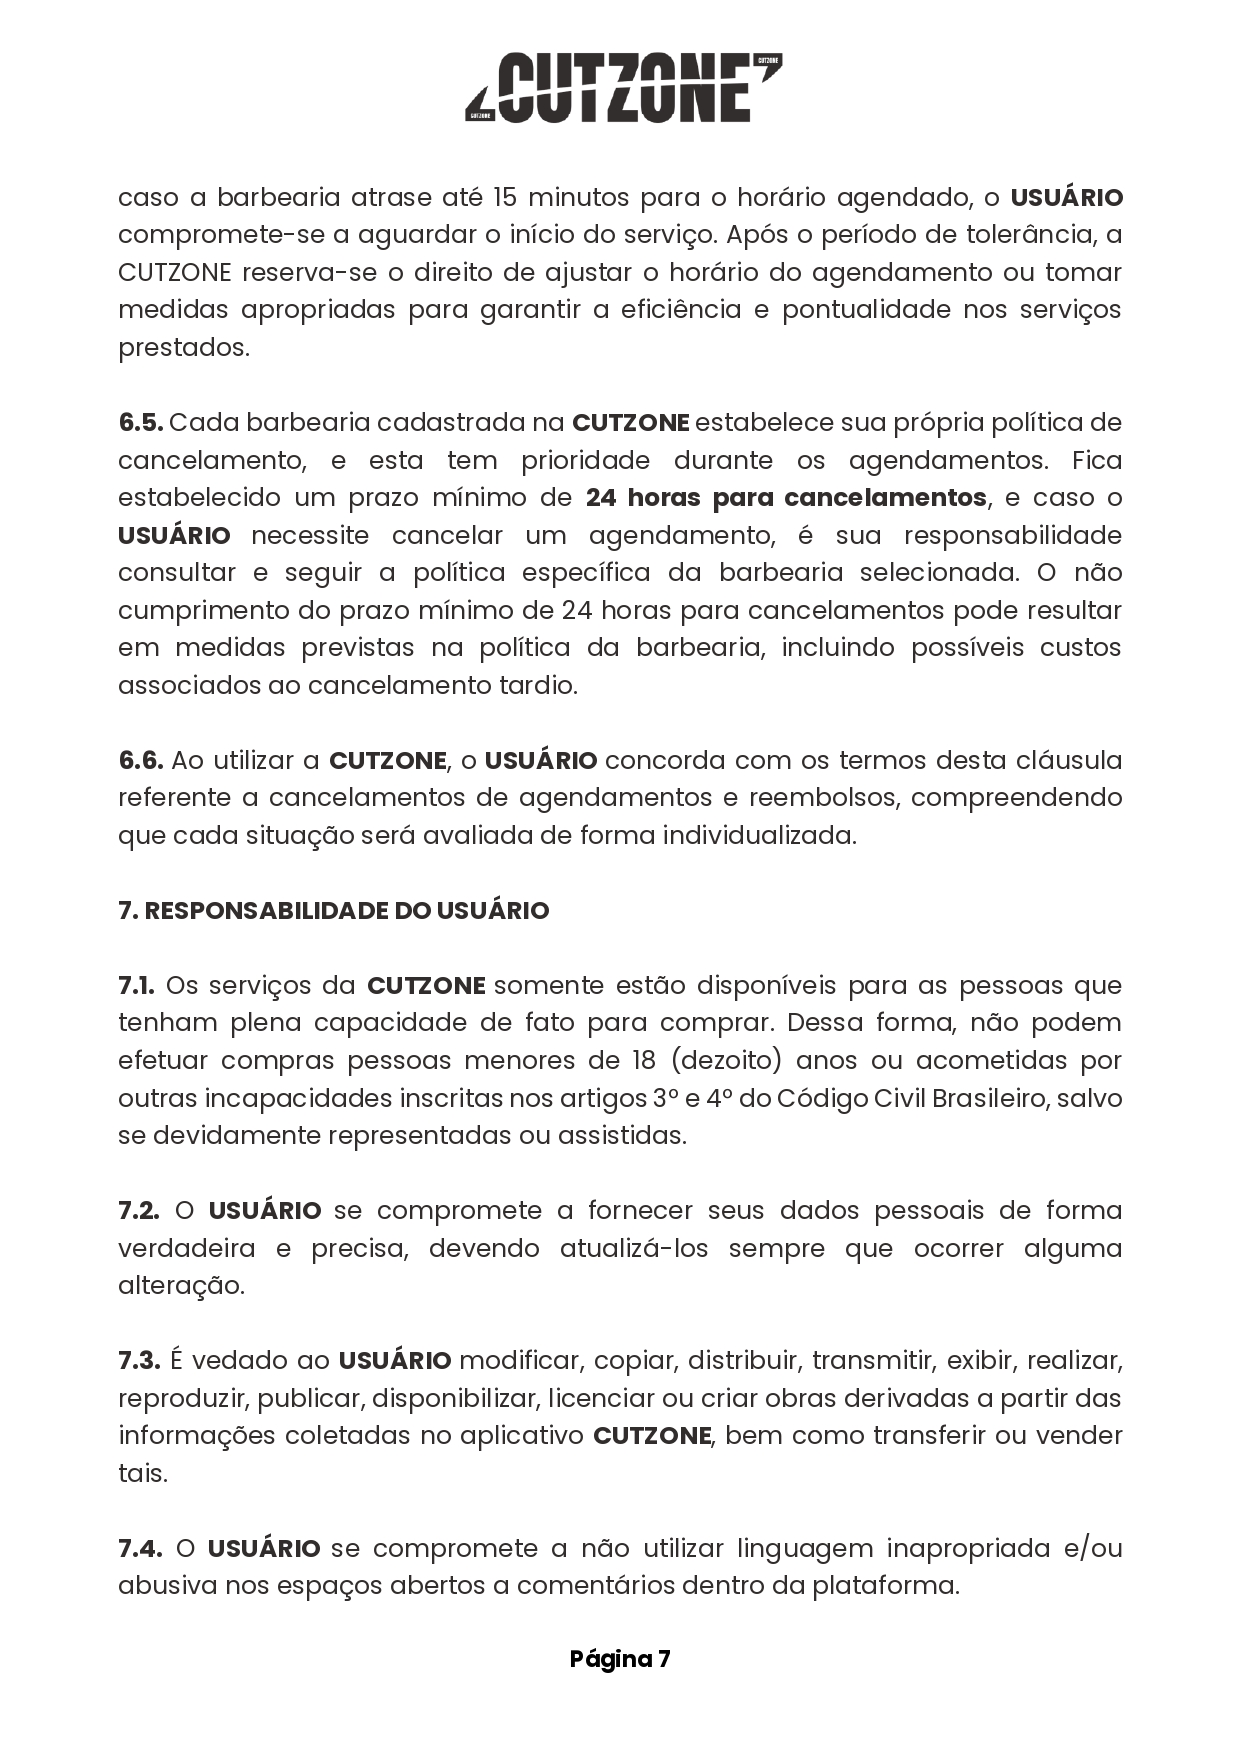 CUTZONE
CUTZONE
CUTZONE
caso a barbearia atrase até 15 minutos para o horário agendado, o USUÁRIO
compromete-se a aguardar o início do serviço. Após o período de tolerância, a
CUTZONE reserva-se o direito de ajustar o horário do agendamento ou tomar
medidas apropriadas para garantir a eficiência e pontualidade nos serviços
prestados.
6.5. Cada barbearia cadastrada na CUTZONE estabelece sua própria política de
cancelamento, e esta tem prioridade durante os agendamentos. Fica
estabelecido um prazo mínimo de 24 horas para cancelamentos, e caso o
USUÁRIO necessite cancelar um agendamento, é sua responsabilidade
consultar e seguir a política específica da barbearia selecionada. O não
cumprimento do prazo mínimo de 24 horas para cancelamentos pode resultar
em medidas previstas na política da barbearia, incluindo possíveis custos
associados ao cancelamento tardio.
6.6. Ao utilizar a CUTZONE, o USUÁRIO concorda com os termos desta cláusula
referente a cancelamentos de agendamentos e reembolsos, compreendendo
que cada situação será avaliada de forma individualizada.
7. RESPONSABILIDADE DO USUÁRIO
7.1. Os serviços da CUTZONE somente estão disponíveis para as pessoas que
tenham plena capacidade de fato para comprar. Dessa forma, não podem
efetuar compras pessoas menores de 18 (dezoito) anos ou acometidas por
outras incapacidades inscritas nos artigos 3º e 4º do Código Civil Brasileiro, salvo
se devidamente representadas ou assistidas.
7.2. O USUÁRIO se compromete a fornecer seus dados pessoais de forma
verdadeira e precisa, devendo atualizá-los sempre que ocorrer alguma
alteração.
7.3. É vedado ao USUÁRIO modificar, copiar, distribuir, transmitir, exibir, realizar,
reproduzir, publicar, disponibilizar, licenciar ou criar obras derivadas a partir das
informações coletadas no aplicativo CUTZONE, bem como transferir ou vender
tais.
7.4. O USUÁRIO se compromete a não utilizar linguagem inapropriada e/ou
abusiva nos espaços abertos a comentários dentro da plataforma.
Página 7